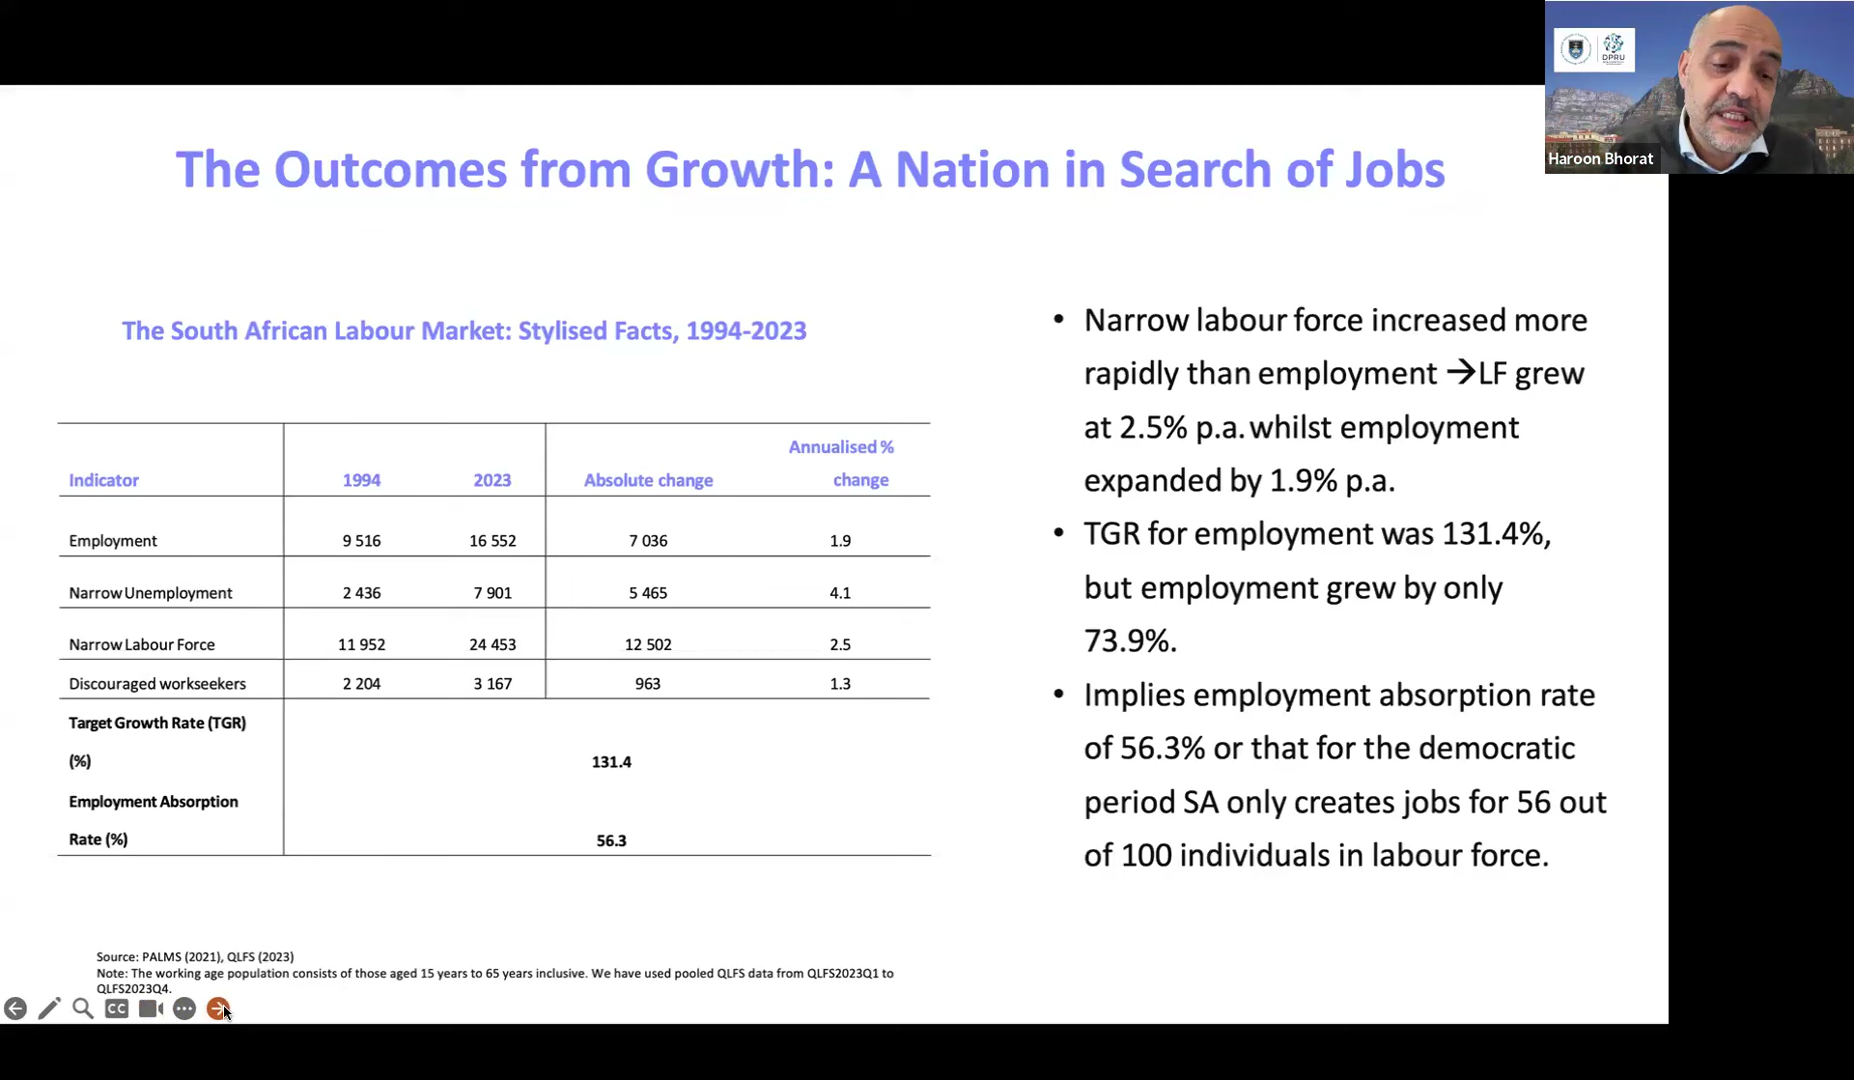 DPRU
Haroon Bhorat
The Outcomes from Growth: A Nation in Search of Jobs
The South African Labour Market: Stylised Facts, 1994-2023
Indicator 1994 2023 Absolute change Annualised % change
Employment 9 516 16 552 7 036 1.9
Narrow Unemployment 2 436 7 901 5 465 4.1
Narrow Labour Force 11 952 24 453 12 502 2.5
Discouraged workseekers 2 204 3 167 963 1.3
Target Growth Rate (TGR)
(%) 131.4
Employment Absorption
Rate (%) 56.3
Source: PALMS (2021), QLFS (2023)
Note: The working age population consists of those aged 15 years to 65 years inclusive. We have used pooled QLFS data from QLFS2023Q1 to
QLFS2023Q4.
• Narrow labour force increased more
rapidly than employment →LF grew
at 2.5% p.a. whilst employment
expanded by 1.9% p.a.
• TGR for employment was 131.4%,
but employment grew by only
73.9%.
• Implies employment absorption rate
of 56.3% or that for the democratic
period SA only creates jobs for 56 out
of 100 individuals in labour force.
CC